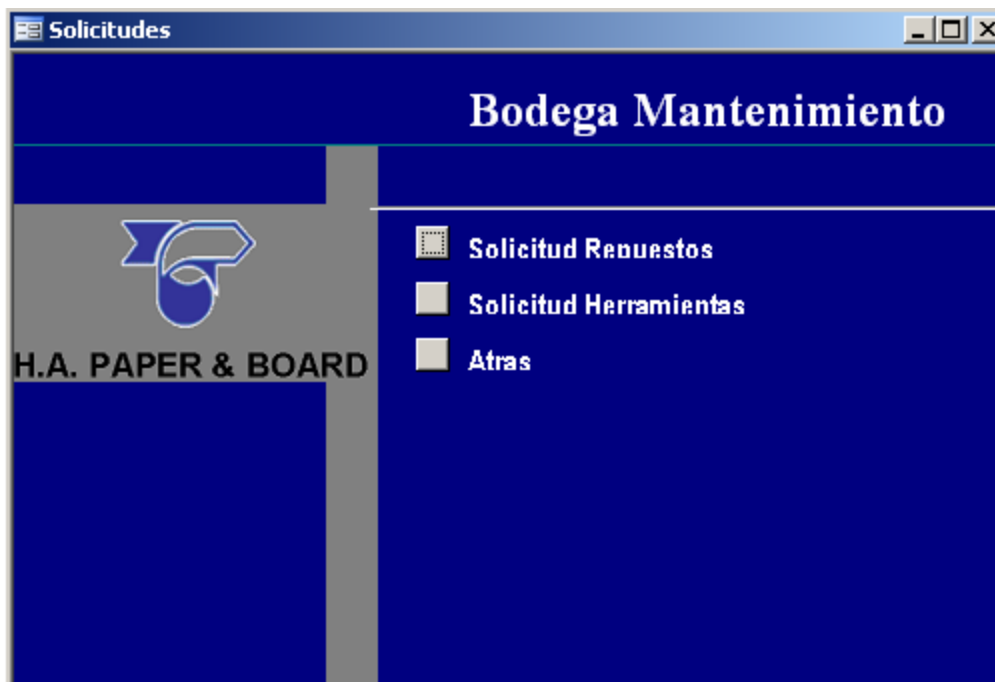 Solicitudes
Bodega Mantenimiento
H.A. PAPER & BOARD
Solicitud Repuestos
Solicitud Herramientas
Atras